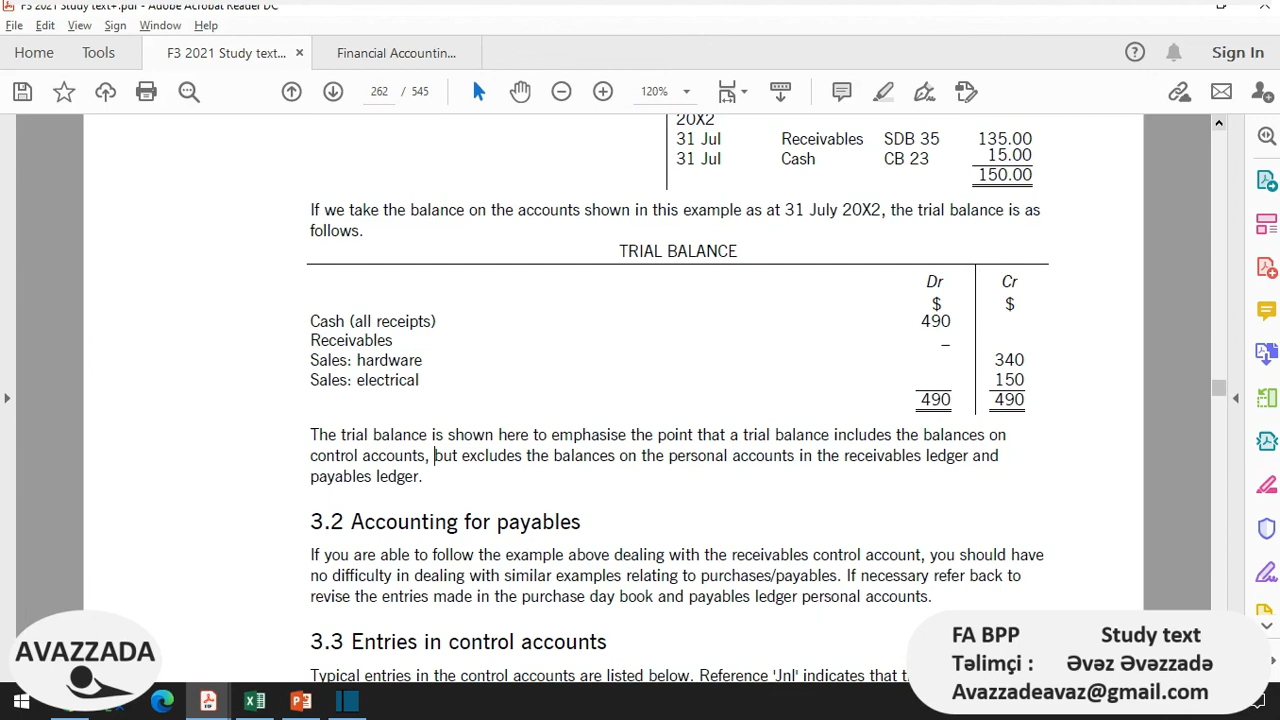 F3 2021 Study text+.pdf - Adobe Acrobat Reader DC
File Edit View Sign Window Help
Home Tools F3 2021 Study text... × Financial Accountin... Sign In
262 / 545 120%
20X2
31 Jul Receivables SDB 35 135.00
31 Jul Cash CB 23 15.00
150.00
If we take the balance on the accounts shown in this example as at 31 July 20X2, the trial balance is as
follows.
TRIAL BALANCE
Dr Cr
$ $
Cash (all receipts) 490
Receivables –
Sales: hardware 340
Sales: electrical 150
490 490
The trial balance is shown here to emphasise the point that a trial balance includes the balances on
control accounts, but excludes the balances on the personal accounts in the receivables ledger and
payables ledger.
3.2 Accounting for payables
If you are able to follow the example above dealing with the receivables control account, you should have
no difficulty in dealing with similar examples relating to purchases/payables. If necessary refer back to
revise the entries made in the purchase day book and payables ledger personal accounts.
3.3 Entries in control accounts
Typical entries in the control accounts are listed below. Reference 'Jnl' indicates that
AVAZZADA
FA BPP Study text
Təlimçi : Əvəz Əvəzzadə
Avazzadeavaz@gmail.com